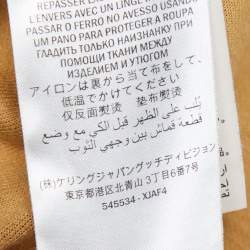 REPASSER
L'ENVERS AVEC UN LINGE
PASSAR O FERRO NO AVESSO USANDO
UM PANO PARA PROTEGER A ROUPA
ГЛАДИТЬ ТОЛЬКО НАИЗНАНКУ ПРИ
ПОМОЩИ ТКАНИ МЕЖДУ
ИЗДЕЛИЕМ И УТЮГОМ
アイロンは裏から当て布をして、
低温でかけてください。
仅反面熨烫 垫布熨烫
يُقلب على الظهر قبل الكي مع وضع
قطعة قماش بين وجهي الثوب
(株)ケリングジャパングッチディビジョン
東京都港区北青山3丁目6番7号
545534 - XJAF4